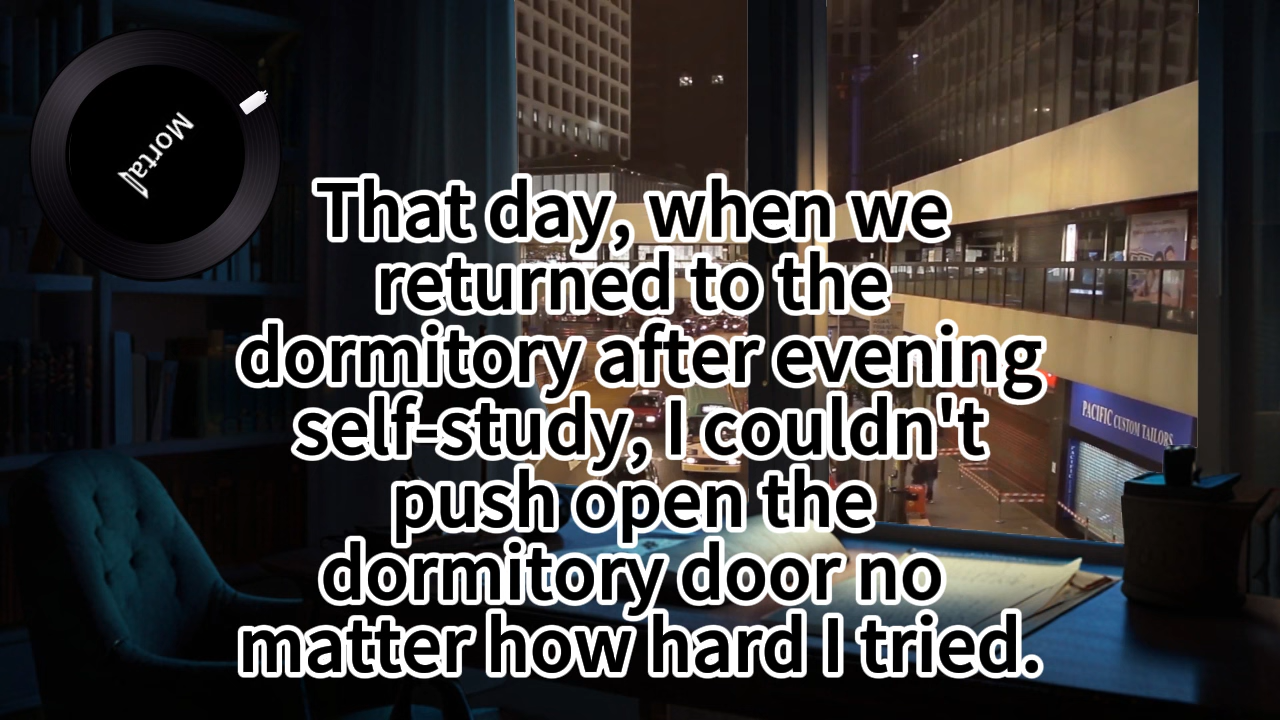 Mortal
That day, when we
returned to the
dormitory after evening
self-study, I couldn't
push open the
dormitory door no
matter how hard I tried.
PACIFIC CUSTOM TAILORS